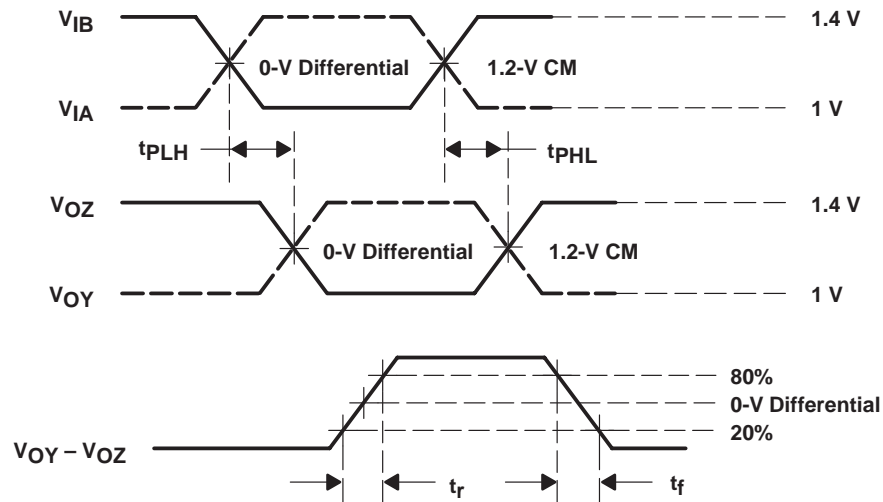 VIB
1.4 V
0-V Differential
1.2-V CM
VIA
1 V
tPLH
tPHL
VOZ
1.4 V
0-V Differential
1.2-V CM
VOY
1 V
80%
0-V Differential
20%
VOY – VOZ
tr
tf